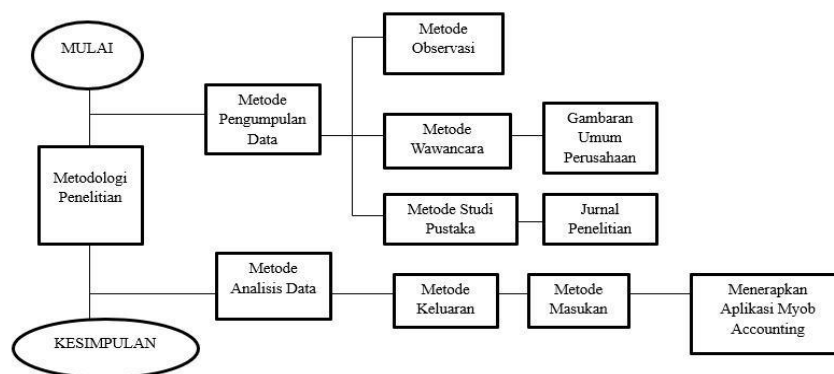 MULAI
Metodologi
Penelitian
KESIMPULAN
Metode
Pengumpulan
Data
Metode
Observasi
Metode
Wawancara
Gambaran
Umum
Perusahaan
Metode Studi
Pustaka
Jurnal
Penelitian
Metode
Analisis Data
Metode
Keluaran
Metode
Masukan
Menerapkan
Aplikasi Myob
Accounting